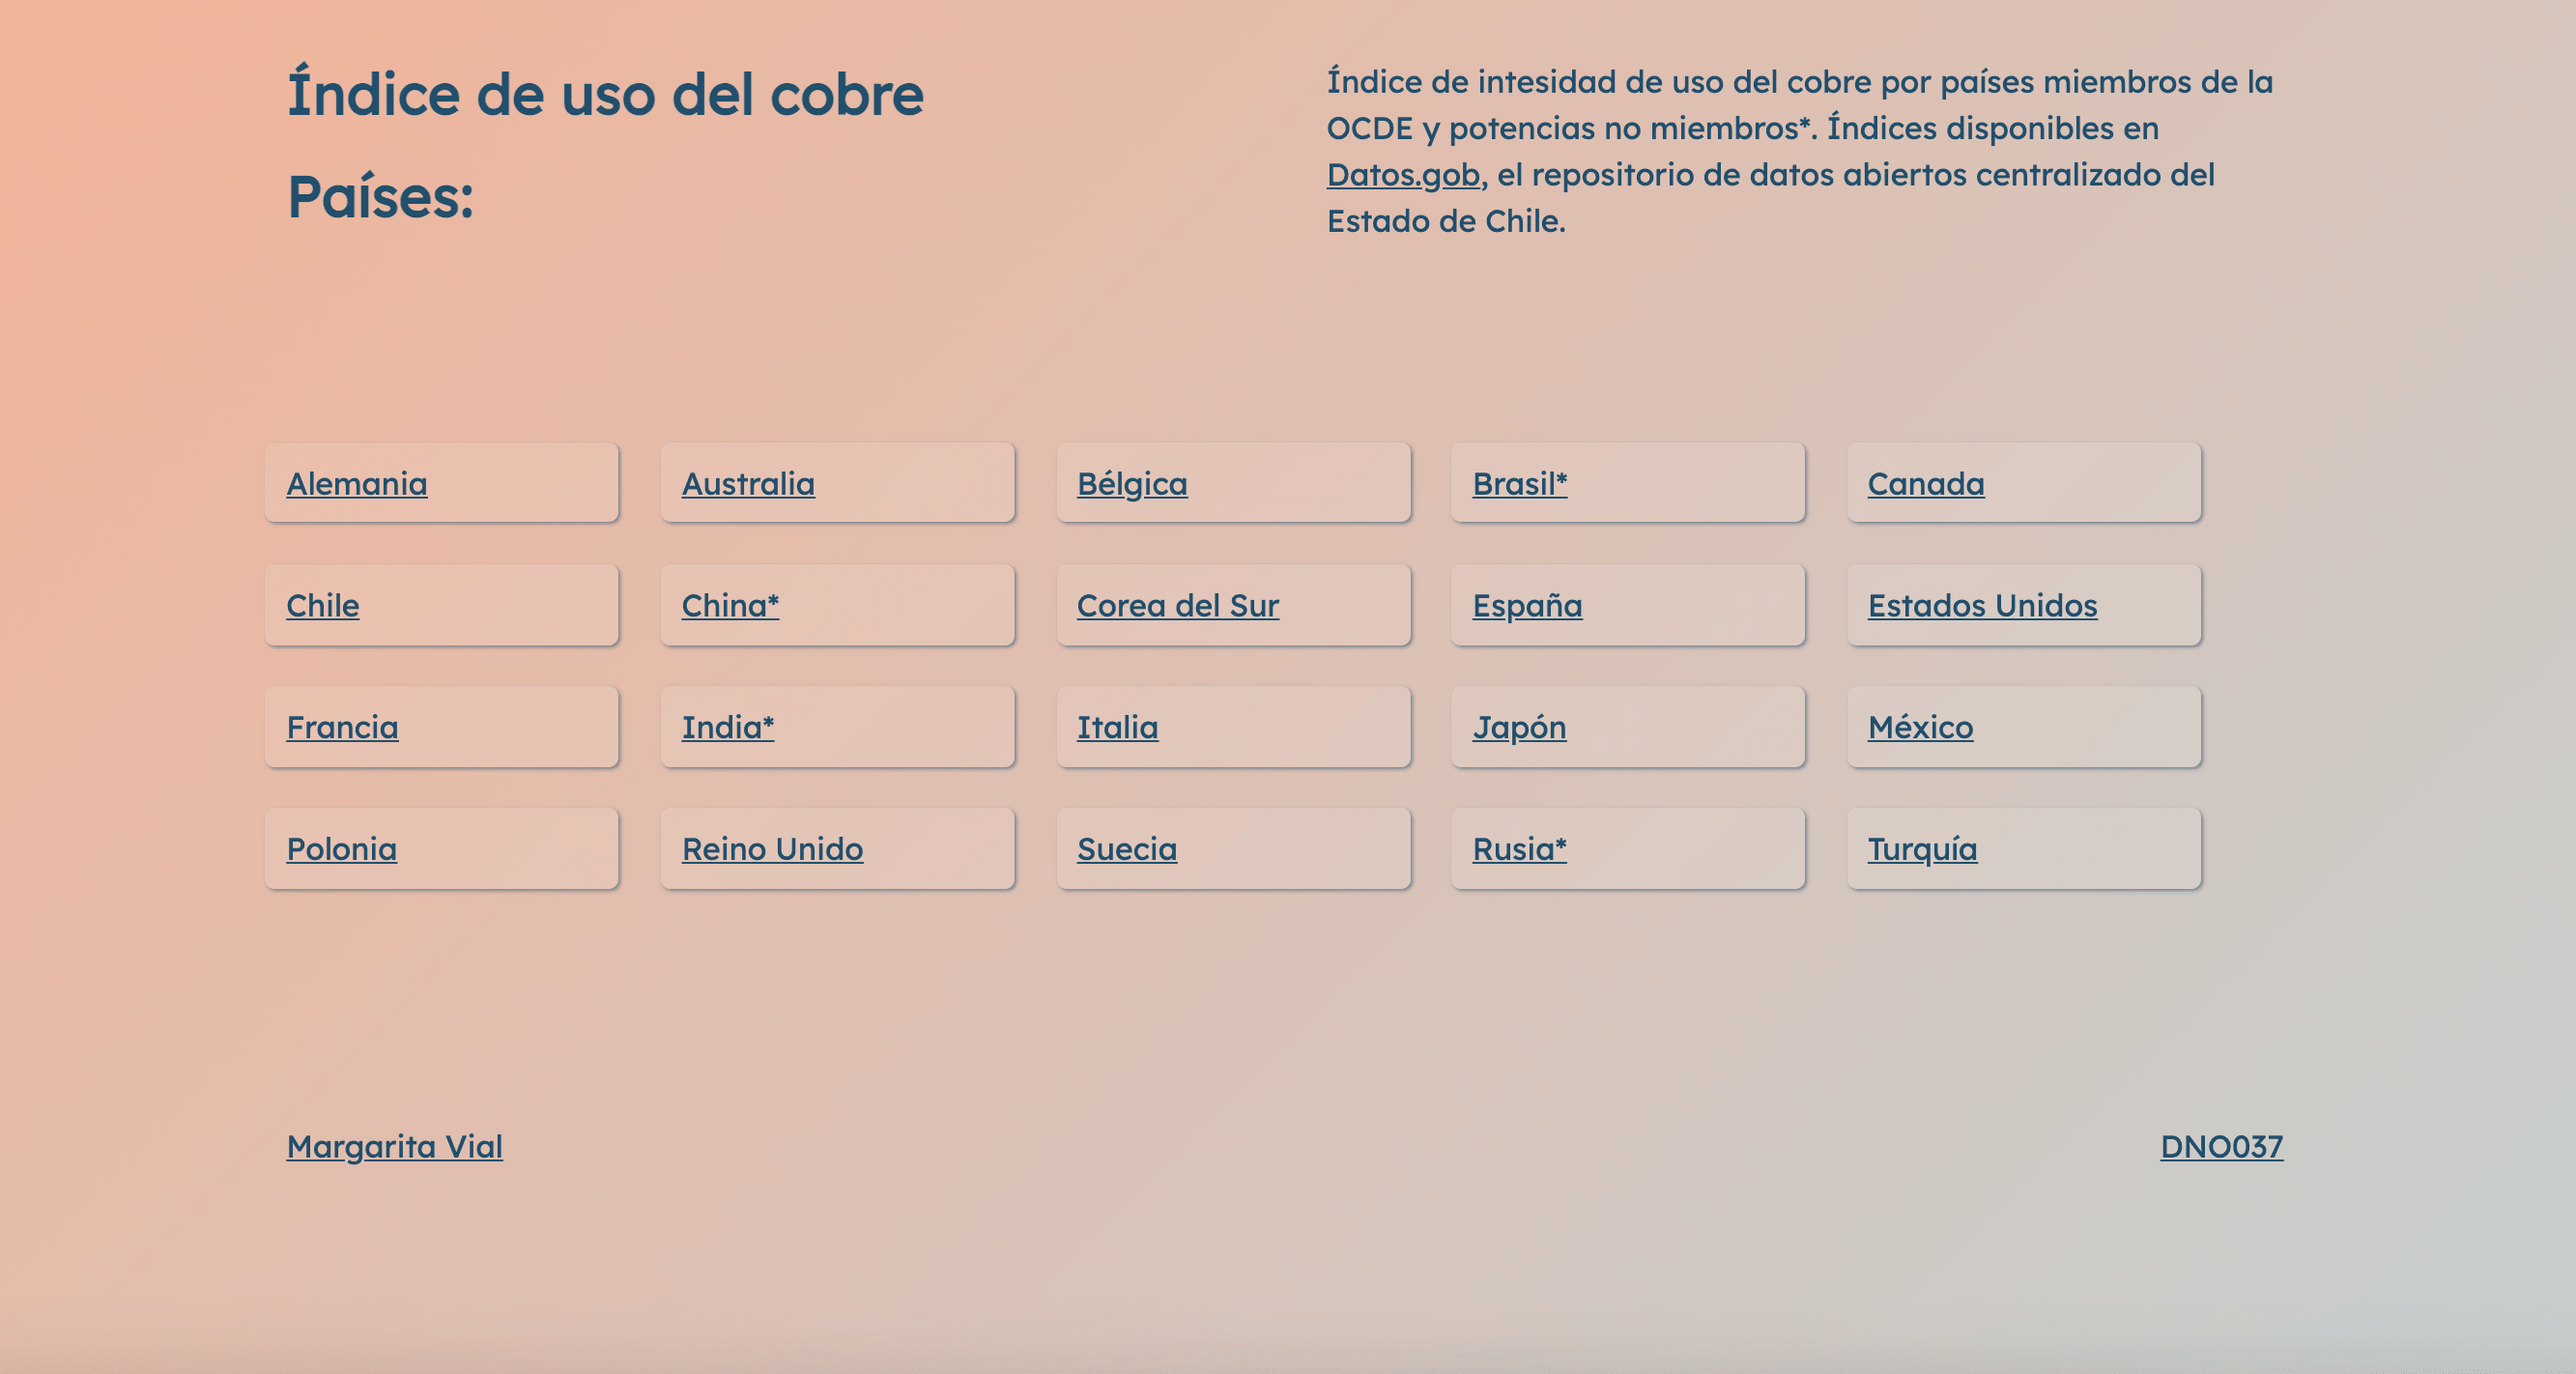 Índice de uso del cobre
Países:
Índice de intesidad de uso del cobre por países miembros de la
OCDE y potencias no miembros*. Índices disponibles en
Datos.gob, el repositorio de datos abiertos centralizado del
Estado de Chile.
Alemania
Australia
Bélgica
Brasil*
Canada
Chile
China*
Corea del Sur
España
Estados Unidos
Francia
India*
Italia
Japón
México
Polonia
Reino Unido
Suecia
Rusia*
Turquía
Margarita Vial
DNO037